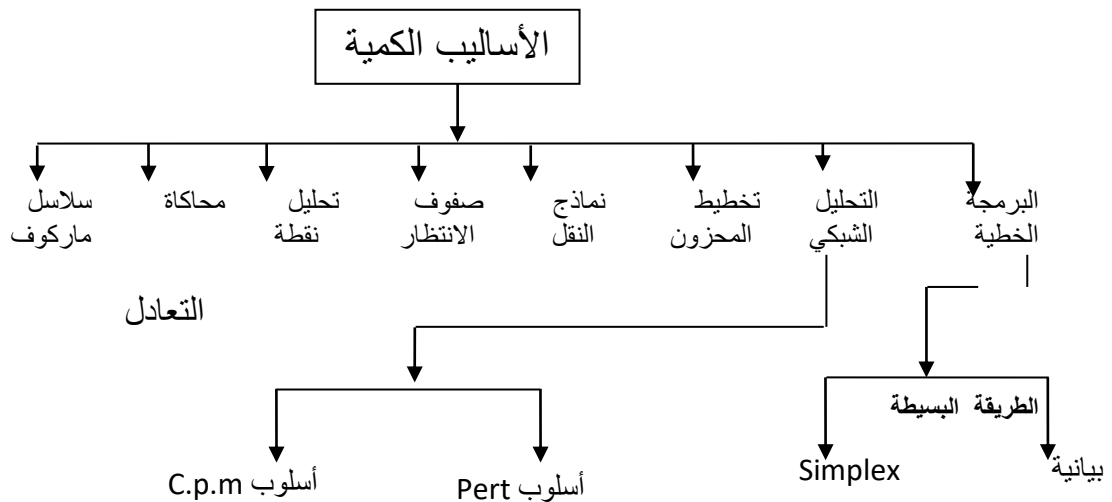 الأساليب الكمية
البرمجة التحليل تخطيط نماذج صفوف تحليل محاكاة سلاسل
الخطية الشبكي المحزون النقل الانتظار نقطة ماركوف
التعادل
الطريقة البسيطة
بيانية Simplex أسلوب Pert أسلوب C.p.m